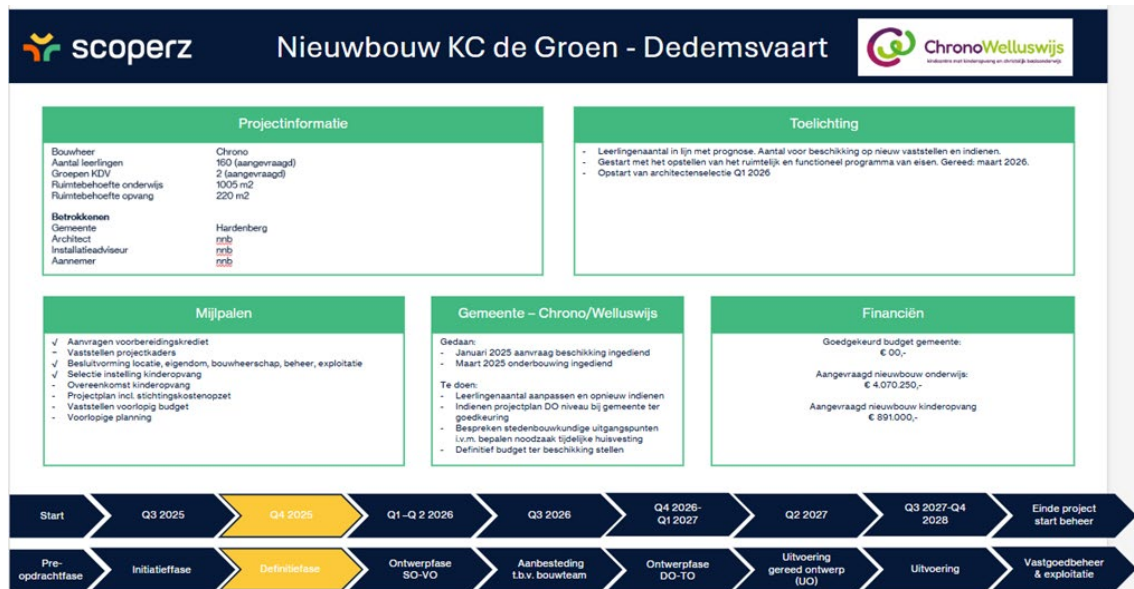 scoperz
Nieuwbouw KC de Groen - Dedemsvaart
ChronoWelluswijs
kindcentra met kinderopvang en christelijk basisonderwijs
Projectinformatie
Bouwheer Chrono
Aantal leerlingen 160 (aangevraagd)
Groepen KDV 2 (aangevraagd)
Ruimtebehoefte onderwijs 1005 m2
Ruimtebehoefte opvang 220 m2
Betrokkenen
Gemeente Hardenberg
Architect nnb
Installatieadviseur nnb
Aannemer nnb
Toelichting
- Leerlingenaantal in lijn met prognose. Aantal voor beschikking op nieuw vaststellen en indienen.
- Gestart met het opstellen van het ruimtelijk en functioneel programma van eisen. Gereed: maart 2026.
- Opstart van architectenselectie Q1 2026
Mijlpalen
√ Aanvragen voorbereidingskrediet
~ Vaststellen projectkaders
√ Besluitvorming locatie, eigendom, bouwheerschap, beheer, exploitatie
√ Selectie instelling kinderopvang
- Overeenkomst kinderopvang
- Projectplan incl. stichtingskostenopzet
- Vaststellen voorlopig budget
- Voorlopige planning
Gemeente – Chrono/Welluswijs
Gedaan:
- Januari 2025 aanvraag beschikking ingediend
- Maart 2025 onderbouwing ingediend
Te doen:
- Leerlingenaantal aanpassen en opnieuw indienen
- Indienen projectplan DO niveau bij gemeente ter
goedkeuring
- Bespreken stedenbouwkundige uitgangspunten
i.v.m. bepalen noodzaak tijdelijke huisvesting
- Definitief budget ter beschikking stellen
Financiën
Goedgekeurd budget gemeente:
€ 00,-
Aangevraagd nieuwbouw onderwijs:
€ 4.070.250,-
Aangevraagd nieuwbouw kinderopvang
€ 891.000,-
Start
Q3 2025
Q4 2025
Q1 –Q 2 2026
Q3 2026
Q4 2026-
Q1 2027
Q2 2027
Q3 2027-Q4
2028
Einde project
start beheer
Pre-
opdrachtfase
Initiatieffase
Definitiefase
Ontwerpfase
SO-VO
Aanbesteding
t.b.v. bouwteam
Ontwerpfase
DO-TO
Uitvoering
gereed ontwerp
(UO)
Uitvoering
Vastgoedbeheer
& exploitatie